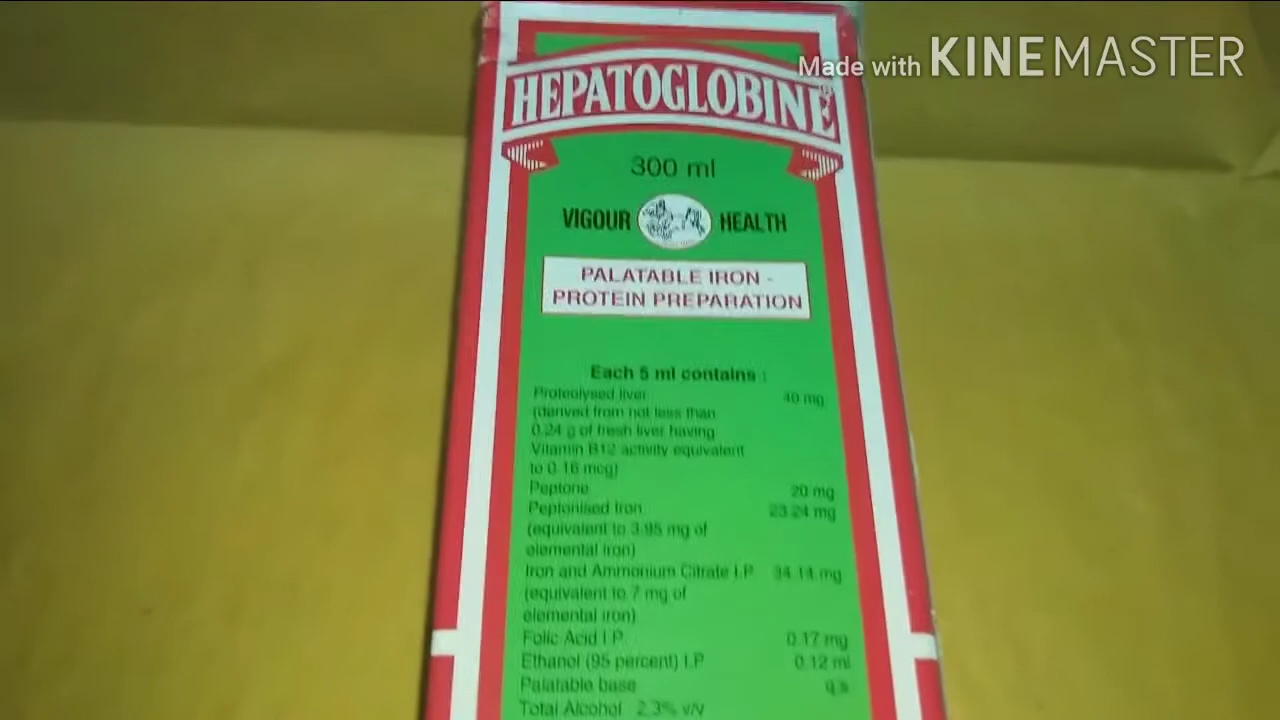 Made with KINEMASTER
HEPATOGLOBINE®
300 ml
VIGOUR HEALTH
PALATABLE IRON -
PROTEIN PREPARATION
Each 5 ml contains :
Proteolysed liver 40 mg
(derived from not less than
0.24 g of fresh liver having
Vitamin B12 activity equivalent
to 0.16 mcg)
Peptone 20 mg
Peptonised Iron 23.24 mg
(equivalent to 3.95 mg of
elemental iron)
Iron and Ammonium Citrate I.P. 34.14 mg
(equivalent to 7 mg of
elemental iron)
Folic Acid I.P. 0.17 mg
Ethanol (95 percent) I.P 0.12 ml
Palatable base q.s
Total Alcohol 2.3% v/v